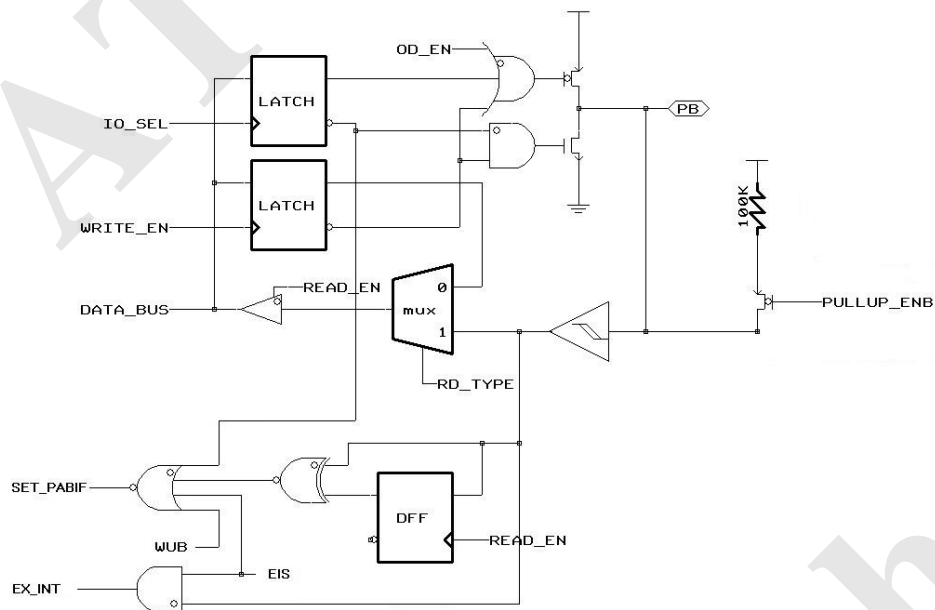 OD_EN
LATCH
IO_SEL
PB
LATCH
WRITE_EN
100K
READ_EN
0
DATA_BUS
mux
PULLUP_ENB
1
RD_TYPE
SET_PABIF
DFF
WUB
READ_EN
EX_INT
EIS